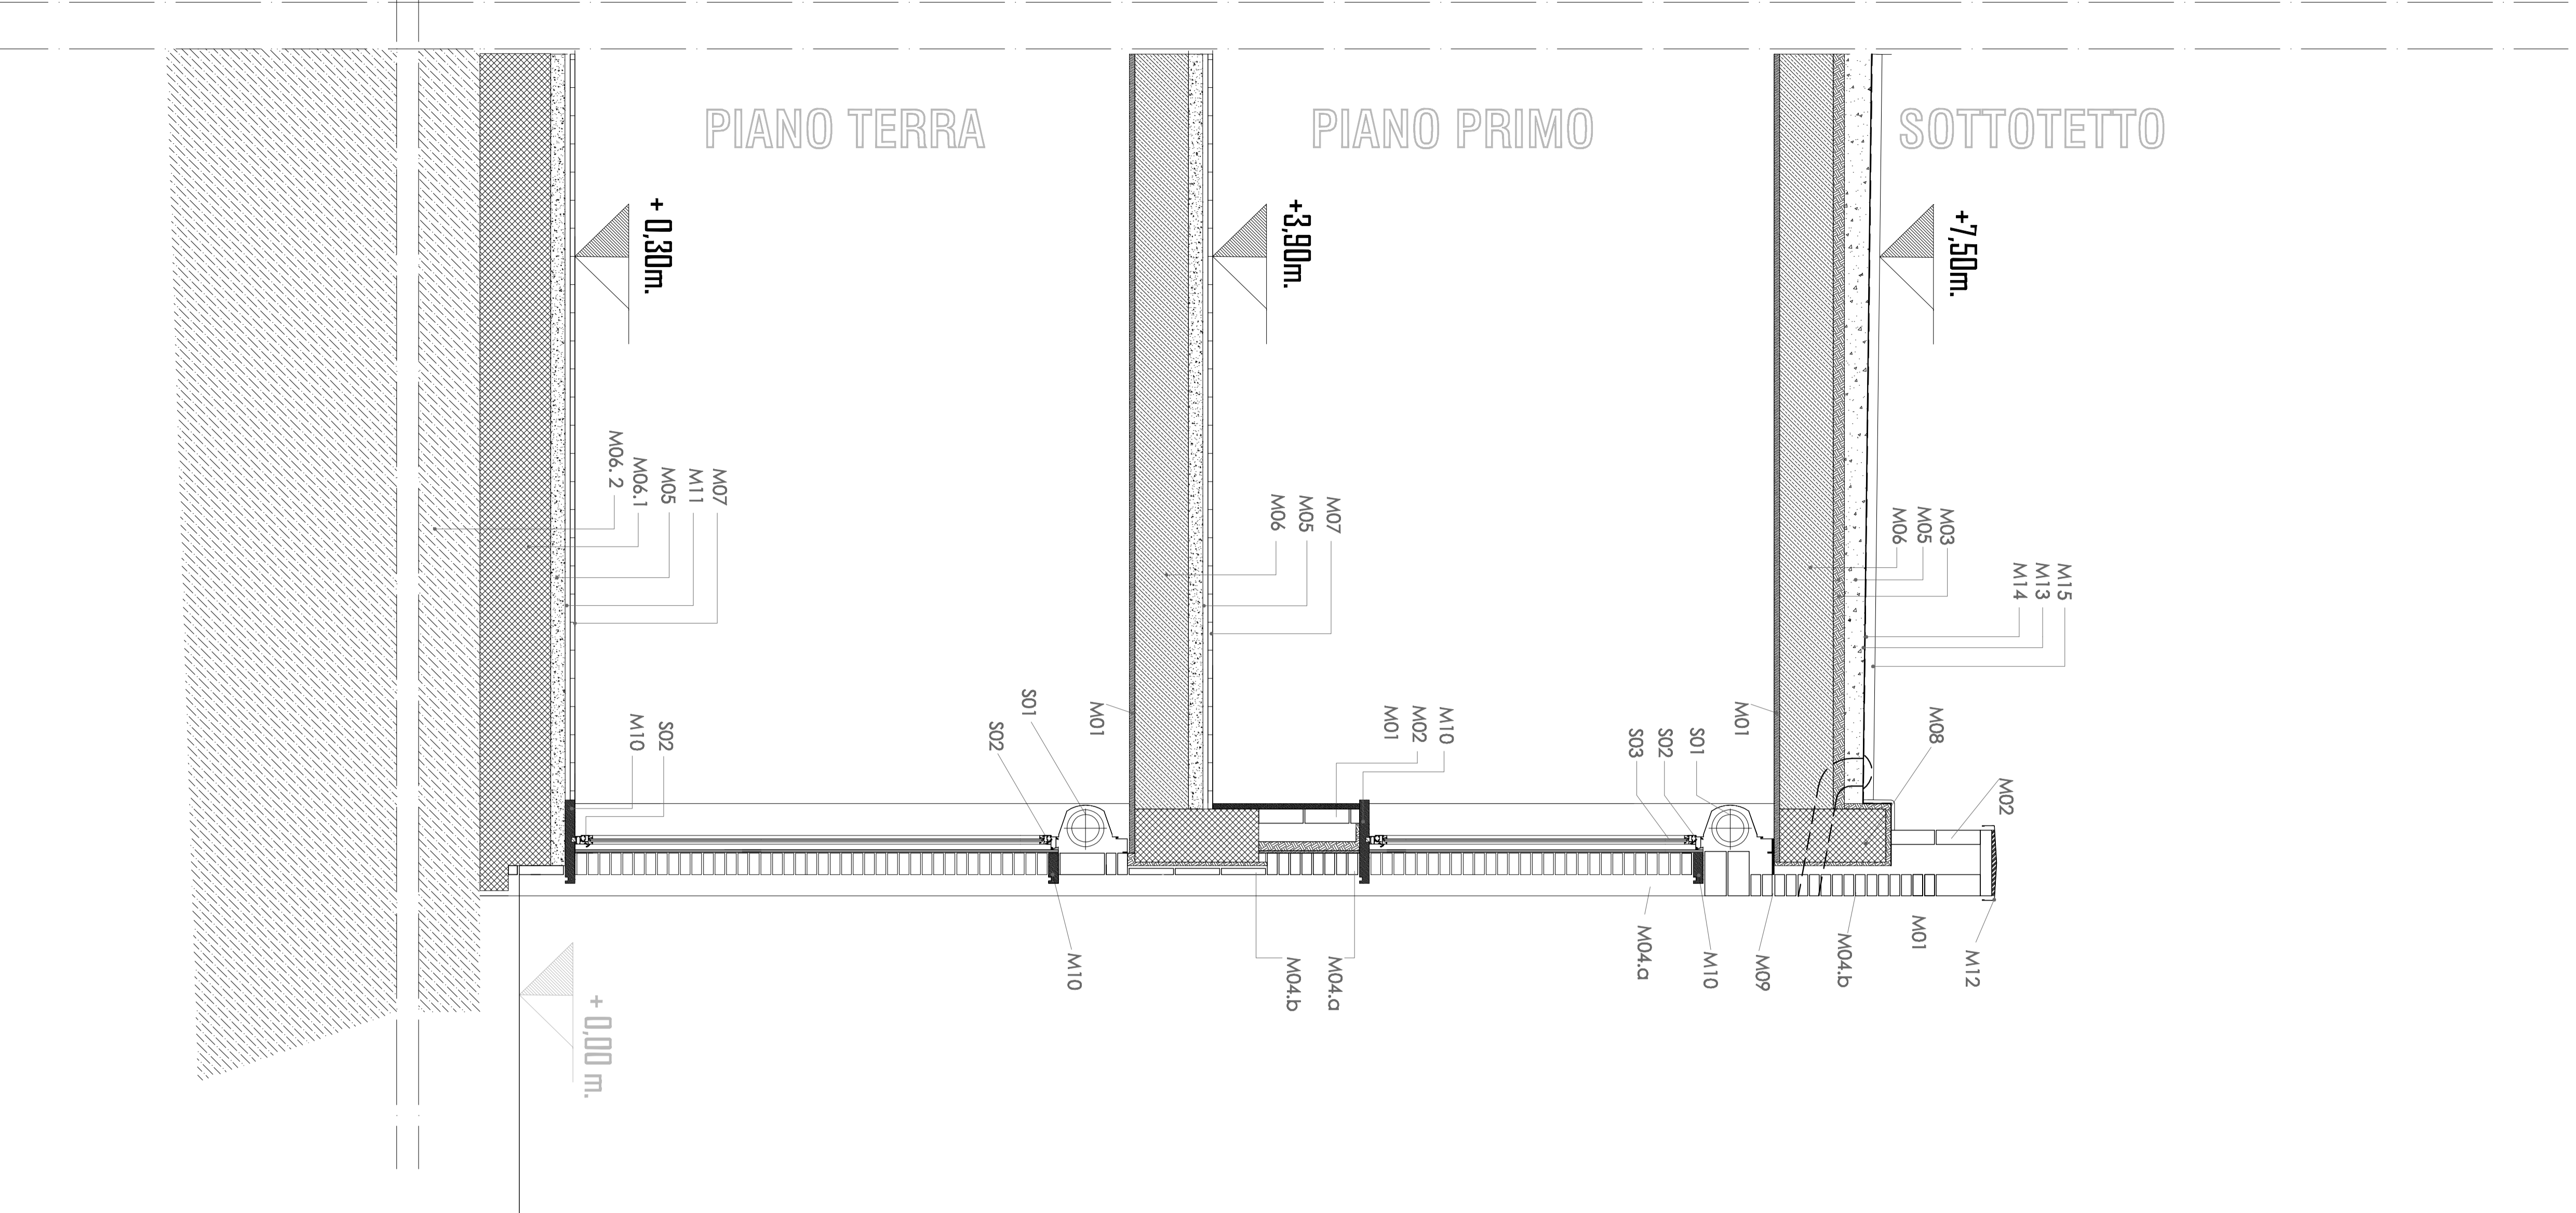 PIANO TERRA
PIANO PRIMO
SOTTOTETTO
+ 0,30m.
+3,90m.
+7,50m.
M06. 2
M06.1
M05
M11
M07
M06
M05
M07
M06
M05
M03
M14
M13
M15
M10
S02
S02
S01
M01
M01
M02
M10
S03
S02
S01
M01
M08
M02
M10
M04.b
M04.a
M04.a
M10
M09
M04.b
M01
M12
+ 0,00 m.